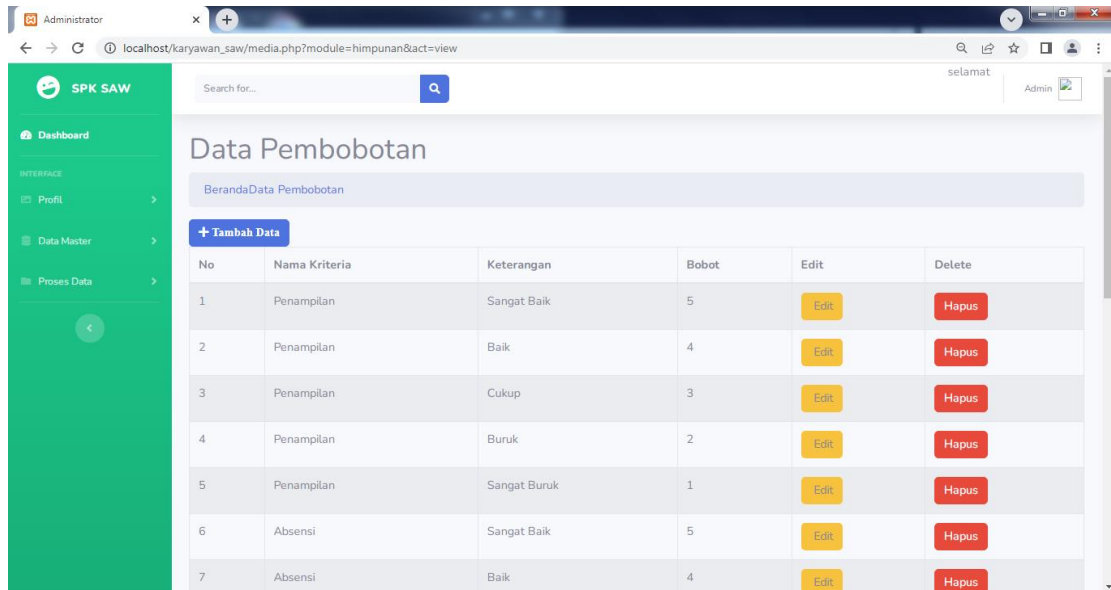 Administrator
localhost/karyawan_saw/media.php?module=himpunan&act=view
SPK SAW
Search for...
selamat
Admin
Dashboard
INTERFACE
Profil
Data Master
Proses Data
Data Pembobotan
BerandaData Pembobotan
+ Tambah Data
No Nama Kriteria Keterangan Bobot Edit Delete
1 Penampilan Sangat Baik 5 Edit Hapus
2 Penampilan Baik 4 Edit Hapus
3 Penampilan Cukup 3 Edit Hapus
4 Penampilan Buruk 2 Edit Hapus
5 Penampilan Sangat Buruk 1 Edit Hapus
6 Absensi Sangat Baik 5 Edit Hapus
7 Absensi Baik 4 Edit Hapus